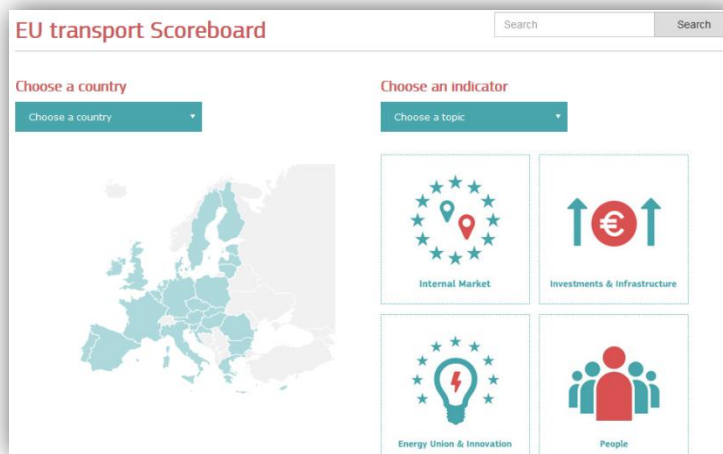 EU transport Scoreboard
Search
Search
Choose a country
Choose an indicator
Choose a country
Choose a topic
Internal Market
Investments & Infrastructure
Energy Union & Innovation
People